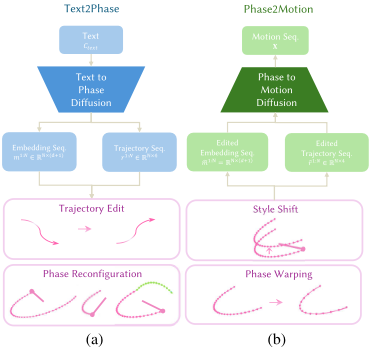 Text2Phase
Text
Phase2Motion
Motion Seq.
X
Text to
Phase
Diffusion
Phase to
Motion
Diffusion
Embedding Seq.
Trajectory Seq.
Edited
Embedding Seq.
Edited
Trajectory Seq.
Trajectory Edit
Style Shift
Phase Reconfiguration
Phase Warping
(a)
(b)